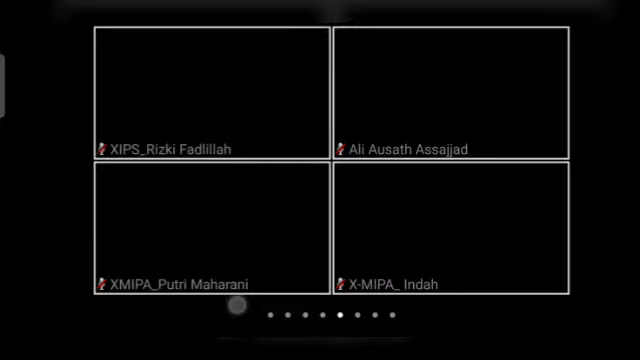 XIPS_Rizki Fadlillah
Ali Ausath Assajjad
XMIPA_Putri Maharani
X-MIPA_ Indah